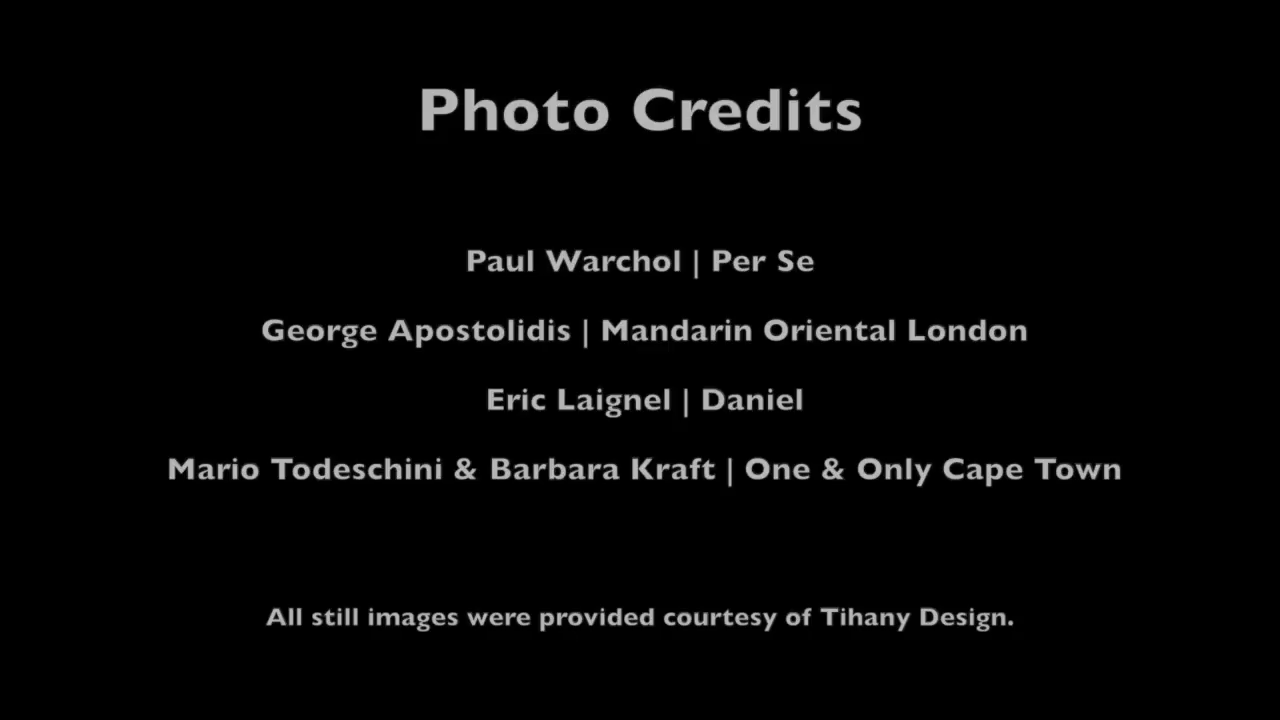 Photo Credits
Paul Warchol | Per Se
George Apostolidis | Mandarin Oriental London
Eric Laignel | Daniel
Mario Todeschini & Barbara Kraft | One & Only Cape Town
All still images were provided courtesy of Tihany Design.